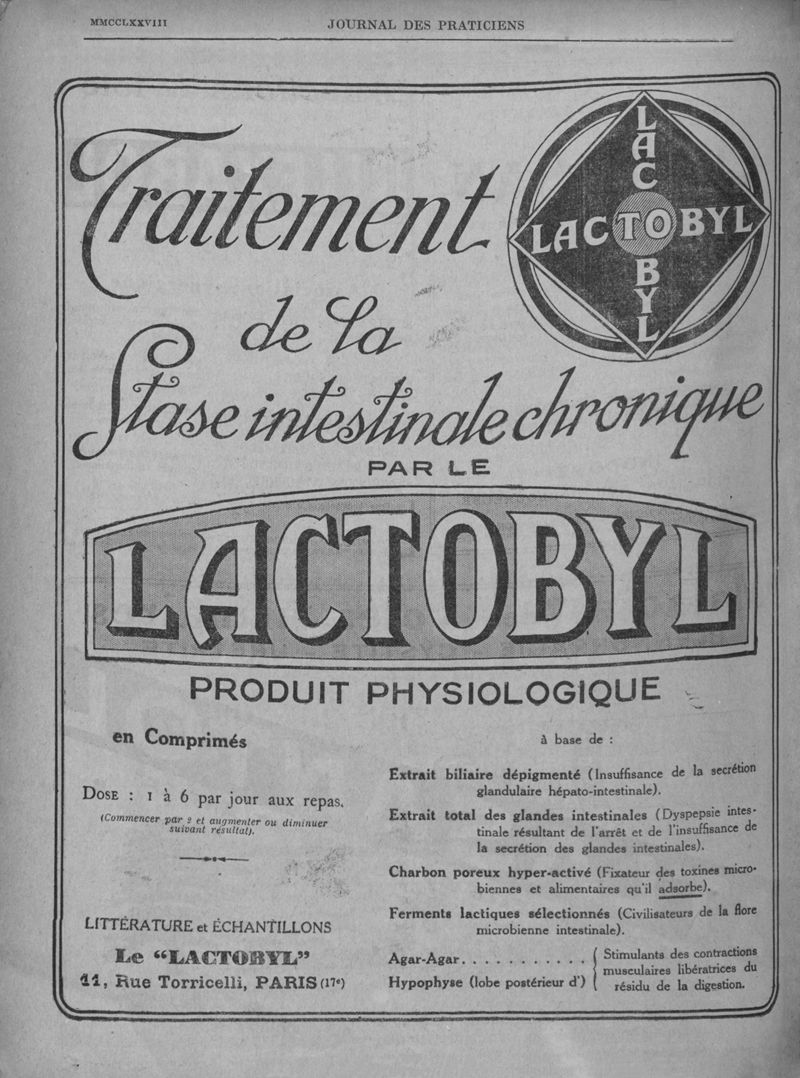 MMCCLXXVIII
JOURNAL DES PRATICIENS
Traitement
LACTOBYL
LACTOBYL
de la
Stase intestinale chronique
PAR LE
LACTOBYL
PRODUIT PHYSIOLOGIQUE
en Comprimés
DOSE : 1 à 6 par jour aux repas.
(Commencer par 2 et augmenter ou diminuer
suivant résultat).
LITTÉRATURE et ÉCHANTILLONS
Le “LACTOBYL”
11, Rue Torricelli, PARIS (17e)
à base de :
Extrait biliaire dépigmenté (Insuffisance de la secrétion
glandulaire hépato-intestinale).
Extrait total des glandes intestinales (Dyspepsie intes-
tinale résultant de l'arrêt et de l'insuffisance de
la secrétion des glandes intestinales).
Charbon poreux hyper-activé (Fixateur des toxines micro-
biennes et alimentaires qu'il adsorbe).
Ferments lactiques sélectionnés (Civilisateurs de la flore
microbienne intestinale).
Agar-Agar. . . . . . . . . . .
Hypophyse (lobe postérieur d')
Stimulants des contractions
musculaires libératrices du
résidu de la digestion.